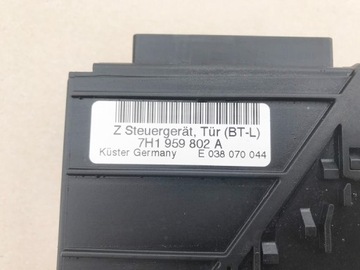 Z Steuergerät, Tür (BT-L)
7H1 959 802 A
Küster Germany E 038 070 044